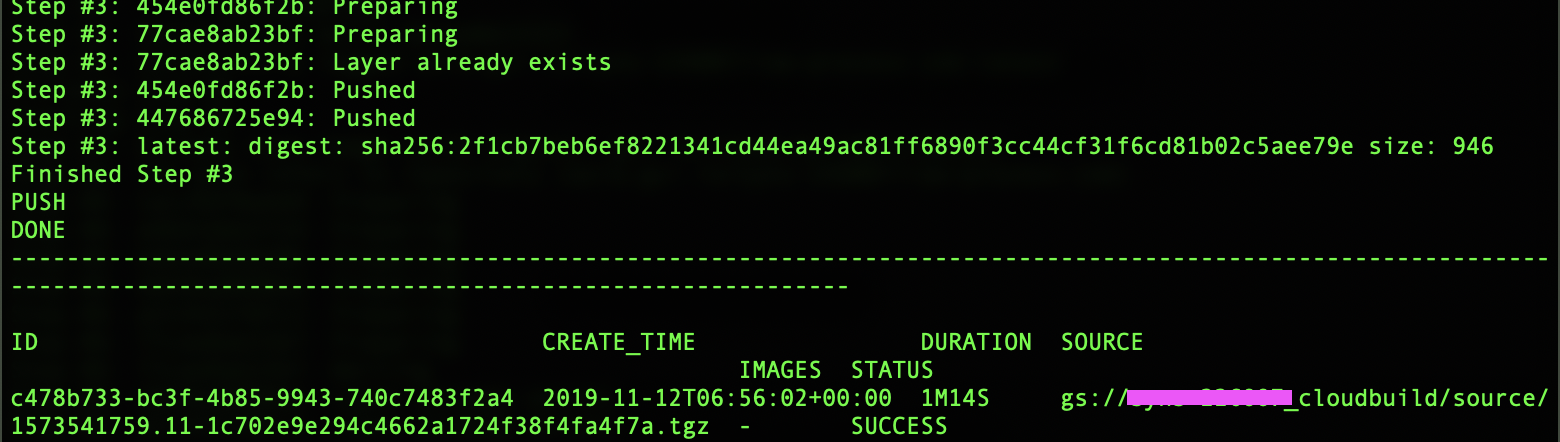 Step #3: 454e0fd86f2b: Preparing
Step #3: 77cae8ab23bf: Preparing
Step #3: 77cae8ab23bf: Layer already exists
Step #3: 454e0fd86f2b: Pushed
Step #3: 447686725e94: Pushed
Step #3: latest: digest: sha256:2f1cb7beb6ef8221341cd44ea49ac81ff6890f3cc44cf31f6cd81b02c5aee79e size: 946
Finished Step #3
PUSH
DONE
--------------------------------------------------------------------------------------------------------------
------------------------------------------------------------
ID CREATE_TIME DURATION SOURCE
IMAGES STATUS
c478b733-bc3f-4b85-9943-740c7483f2a4 2019-11-12T06:56:02+00:00 1M14S gs://_cloudbuild/source/
1573541759.11-1c702e9e294c4662a1724f38f4fa4f7a.tgz - SUCCESS